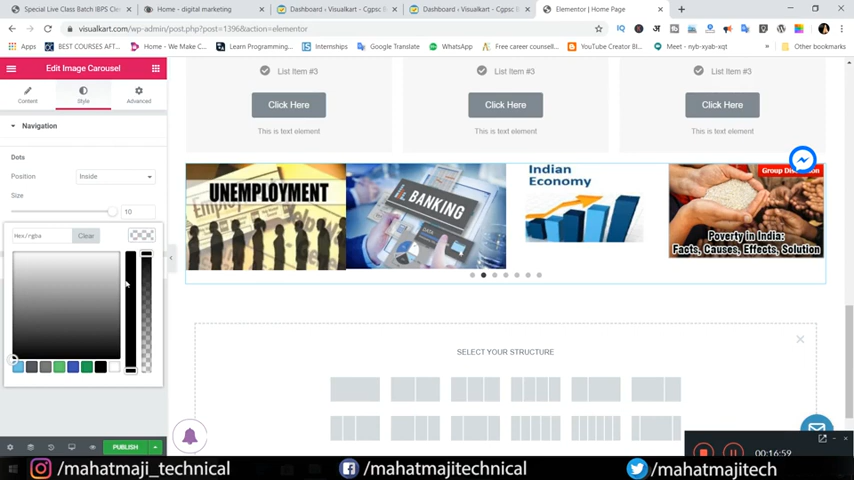 Special Live Class Batch IBPS Cle
Home - digital marketing
Dashboard ‹ Visualkart - Cgpsc B
Dashboard ‹ Visualkart - Cgpsc B
Elementor | Home Page
visualkart.com/wp-admin/post.php?post=1396&action=elementor
Apps
BEST COURSES AFT...
Home - We Make C...
Learn Programming...
Internships
Google Translate
WhatsApp
Free career counsell...
YouTube Creator Bl...
Meet - nyb-xyab-xqt
Other bookmarks
Edit Image Carousel
Content
Style
Advanced
Navigation
Dots
Position
Inside
Size
10
Hex/rgba
Clear
PUBLISH
List Item #3
List Item #3
List Item #3
Click Here
Click Here
Click Here
This is text element
This is text element
This is text element
UNEMPLOYMENT
BANKING
Indian
Economy
Group Discussion
Poverty in India:
Facts, Causes, Effects, Solution
SELECT YOUR STRUCTURE
00:16:59
/mahatmaji_technical
/mahatmajitechnical
/mahatmajitech